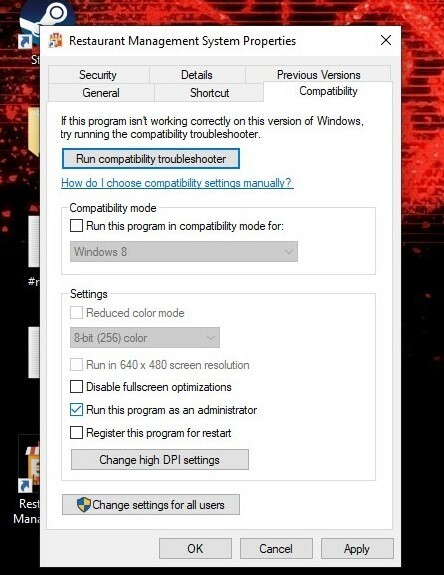 Restaurant Management System Properties
Security
Details
Previous Versions
General
Shortcut
Compatibility
If this program isn't working correctly on this version of Windows,
try running the compatibility troubleshooter.
Run compatibility troubleshooter
How do I choose compatibility settings manually?
Compatibility mode
Run this program in compatibility mode for:
Windows 8
Settings
Reduced color mode
8-bit (256) color
Run in 640 x 480 screen resolution
Disable fullscreen optimizations
Run this program as an administrator
Register this program for restart
Change high DPI settings
Change settings for all users
OK
Cancel
Apply